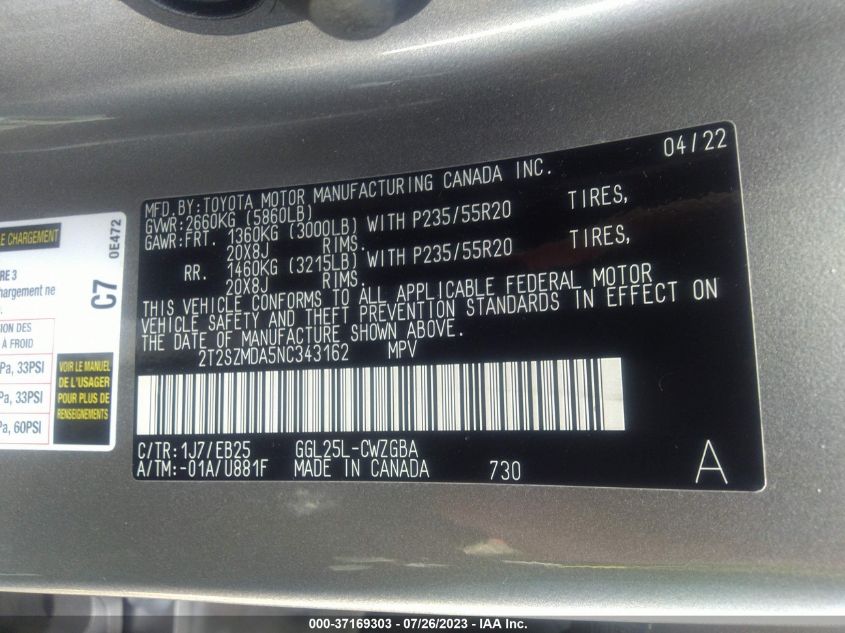 04/22
MFD.BY:TOYOTA MOTOR MANUFACTURING CANADA INC.
GVWR:2660KG (5860LB)
GAWR:FRT. 1360KG (3000LB) WITH P235/55R20 TIRES,
20X8J RIMS.
RR. 1460KG (3215LB) WITH P235/55R20 TIRES,
20X8J RIMS.
THIS VEHICLE CONFORMS TO ALL APPLICABLE FEDERAL MOTOR
VEHICLE SAFETY AND THEFT PREVENTION STANDARDS IN EFFECT ON
THE DATE OF MANUFACTURE SHOWN ABOVE.
2T2SZMDA5NC343162 MPV
C/TR:1J7/EB25 GGL25L-CWZGBA
A/TM:-01A/U881F MADE IN CANADA 730 A
LE CHARGEMENT
0E472
C7
RE 3
chargement ne
SION DES
À FROID
Pa, 33PSI
Pa, 33PSI
Pa, 60PSI
VOIR LE MANUEL
DE L'USAGER
POUR PLUS DE
RENSEIGNEMENTS
000-37169303 - 07/26/2023 - IAA Inc.